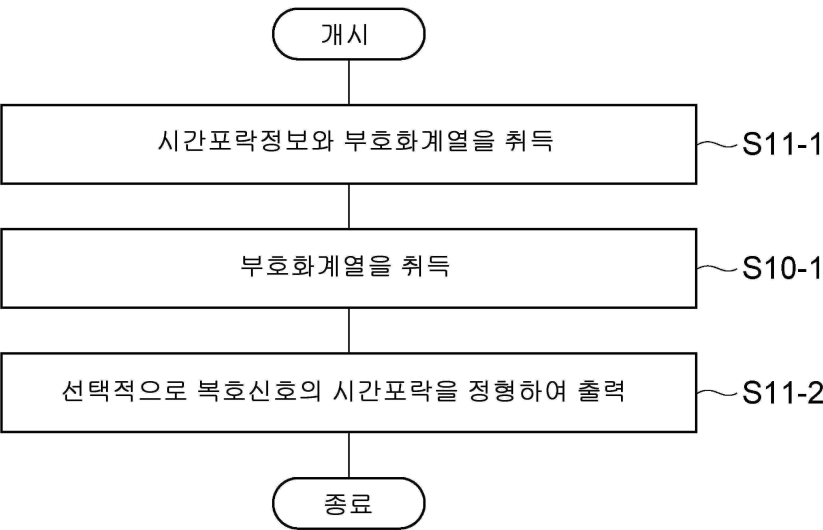 개시
시간포락정보와 부호화계열을 취득
S11-1
부호화계열을 취득
S10-1
선택적으로 복호신호의 시간포락을 정형하여 출력
S11-2
종료